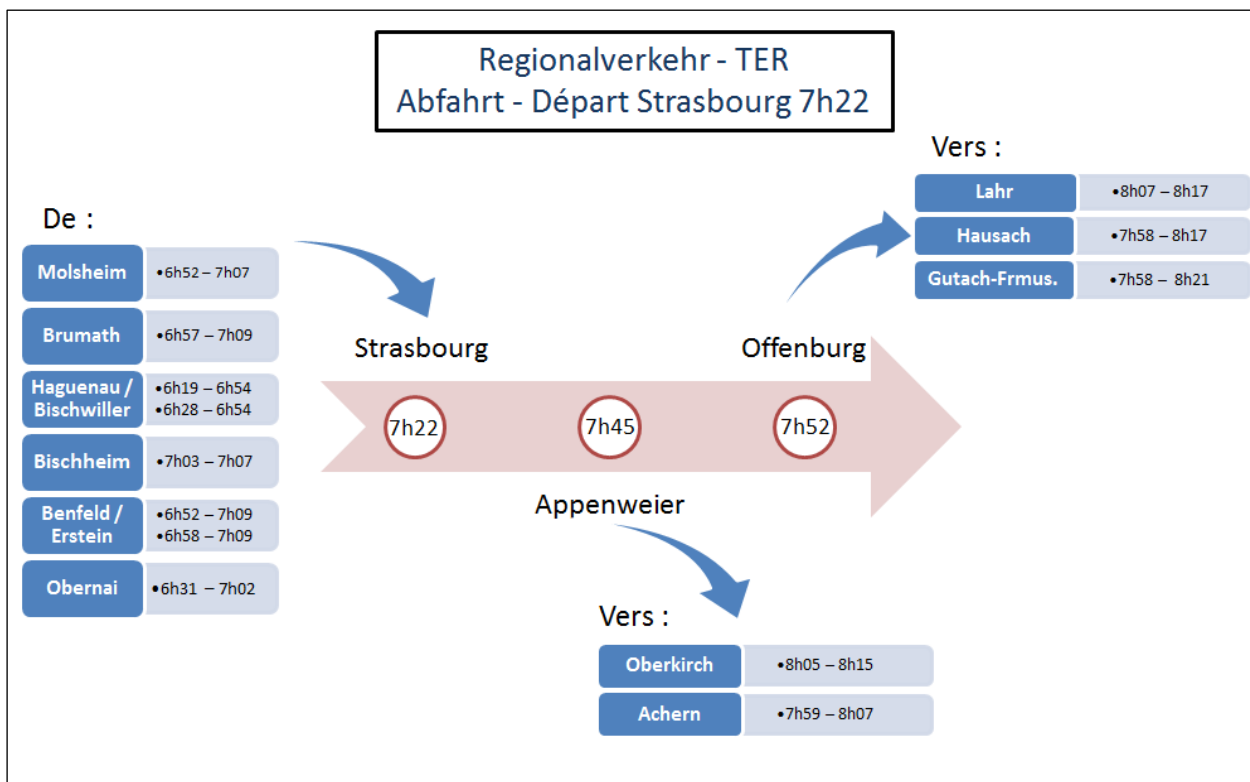 Regionalverkehr - TER
Abfahrt - Départ Strasbourg 7h22
De :
Molsheim
•6h52 – 7h07
Brumath
•6h57 – 7h09
Haguenau /
Bischwiller
•6h19 – 6h54
•6h28 – 6h54
Bischheim
•7h03 – 7h07
Benfeld /
Erstein
•6h52 – 7h09
•6h58 – 7h09
Obernai
•6h31 – 7h02
Strasbourg
7h22
Appenweier
7h45
Offenburg
7h52
Vers :
Lahr
•8h07 – 8h17
Hausach
•7h58 – 8h17
Gutach-Frmus.
•7h58 – 8h21
Vers :
Oberkirch
•8h05 – 8h15
Achern
•7h59 – 8h07